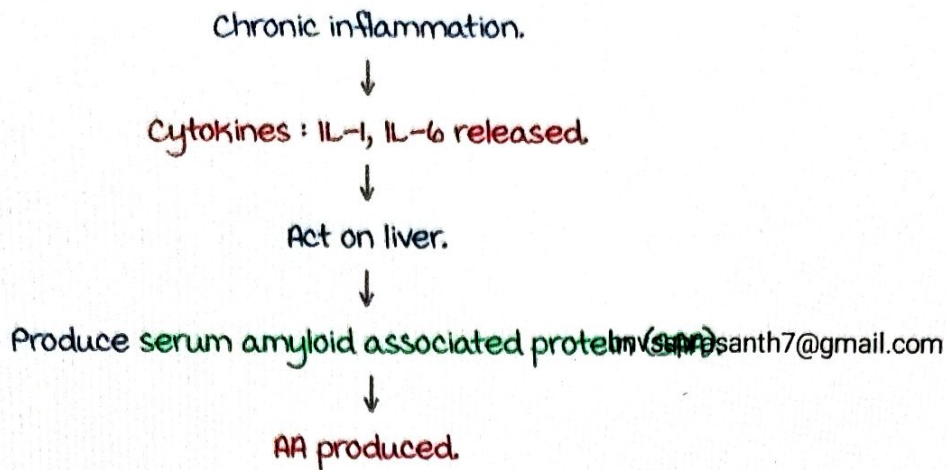 Chronic inflammation.
↓
Cytokines : IL-1, IL-6 released.
↓
Act on liver.
↓
Produce serum amyloid associated protein santh7@gmail.com
↓
AA produced.